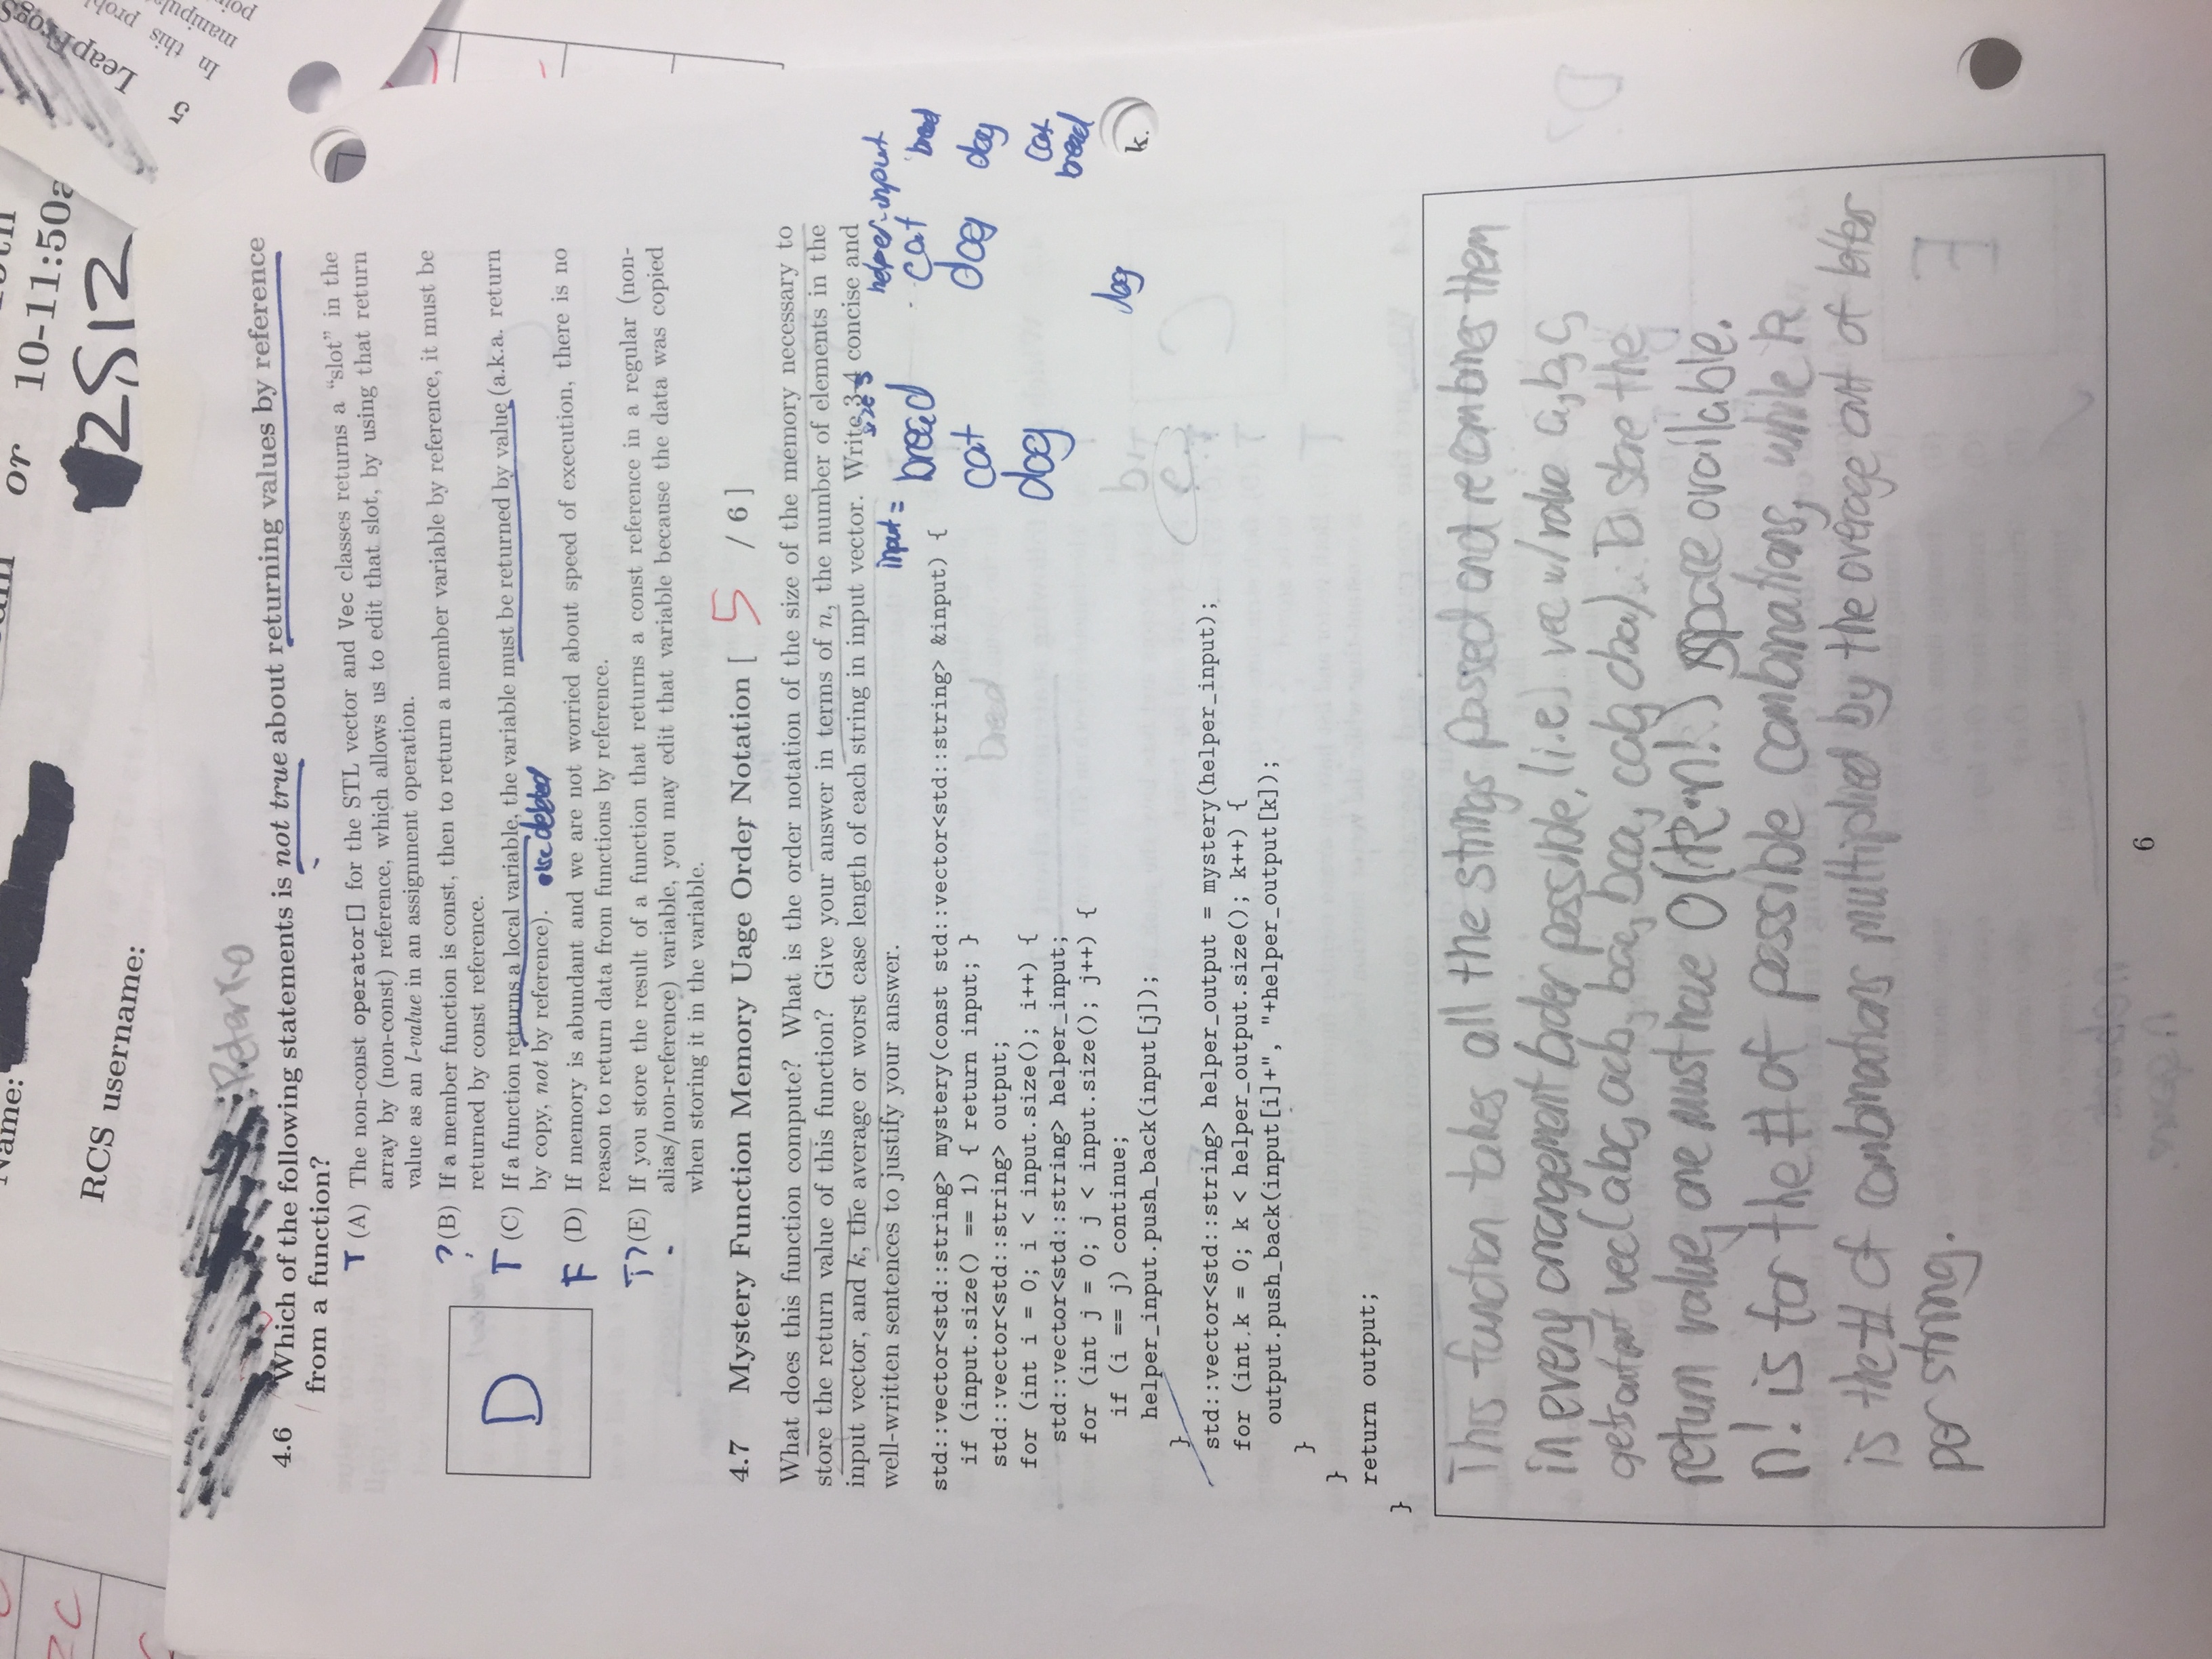 Name:
or 10-11:50a
RCS username:
2512
5 LeapFrogs
In this
4.6 Which of the following statements is not true about returning values by reference
from a function?
T (A) The non-const operator[] for the STL vector and Vec classes returns a “slot” in the
array by (non-const) reference, which allows us to edit that slot, by using that return
value as an l-value in an assignment operation.
? (B) If a member function is const, then to return a member variable by reference, it must be
returned by const reference.
D
T (C) If a function returns a local variable, the variable must be returned by value (a.k.a. return
by copy, not by reference). else deleted
F (D) If memory is abundant and we are not worried about speed of execution, there is no
reason to return data from functions by reference.
T? (E) If you store the result of a function that returns a const reference in a regular (non-
alias/non-reference) variable, you may edit that variable because the data was copied
when storing it in the variable.
4.7 Mystery Function Memory Uage Order Notation [ 5 / 6 ]
What does this function compute? What is the order notation of the size of the memory necessary to
store the return value of this function? Give your answer in terms of n, the number of elements in the
input vector, and k, the average or worst case length of each string in input vector. Write 3-4 concise and
well-written sentences to justify your answer.
size 3
input = bread cat dog
helper-input
cat dog
bread
dog
cat
bread
bread
k.
std::vector<std::string> mystery(const std::vector<std::string> &input) {
if (input.size() == 1) { return input; }
std::vector<std::string> output;
for (int i = 0; i < input.size(); i++) {
std::vector<std::string> helper_input;
for (int j = 0; j < input.size(); j++) {
if (i == j) continue;
helper_input.push_back(input[j]);
}
std::vector<std::string> helper_output = mystery(helper_input);
for (int k = 0; k < helper_output.size(); k++) {
output.push_back(input[i]+", "+helper_output[k]);
}
}
return output;
}
This function takes all the strings passed and recombines them
in every arrangement/order possible, (i.e) vec w/ value a,b,c,
gets output vec(abc, acb, bac, bca, cab, cba). To store the
return value, one must have O(k·n!) space available.
n! is for the # of possible combinations, while k
is the # of combinations multiplied by the average amt of letters
per string.
6